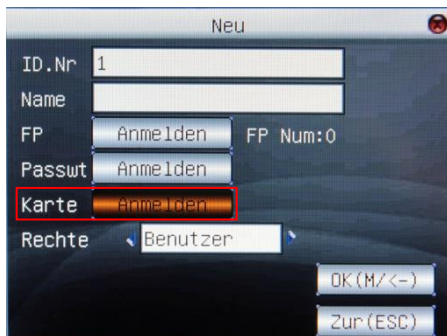 Neu
ID.Nr 1
Name
FP Anmelden FP Num:0
Passwt Anmelden
Karte Anmelden
Rechte Benutzer
OK(M/<-)
Zur(ESC)